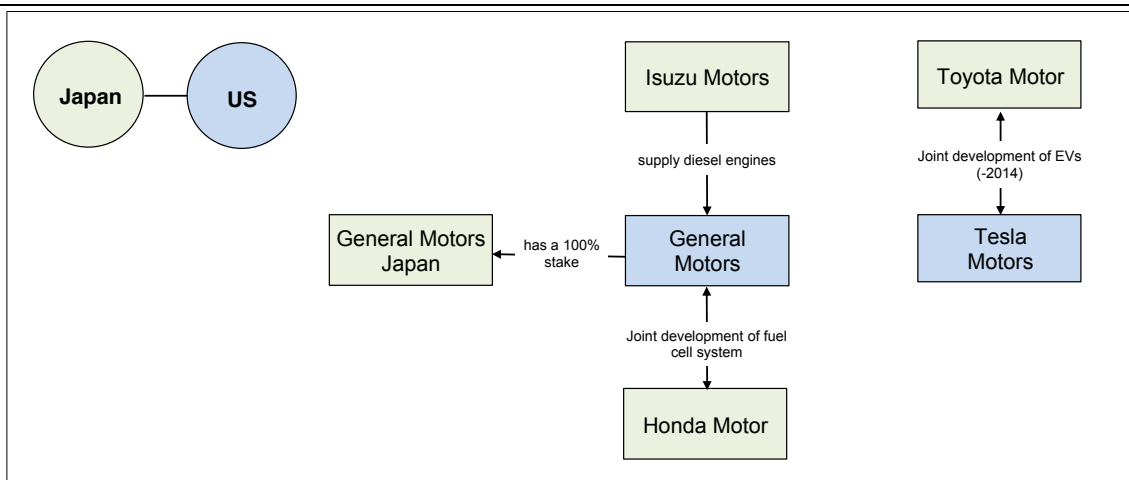 Japan
US
Isuzu Motors
Toyota Motor
supply diesel engines
Joint development of EVs
(-2014)
General Motors
Japan
has a 100%
stake
General
Motors
Tesla
Motors
Joint development of fuel
cell system
Honda Motor